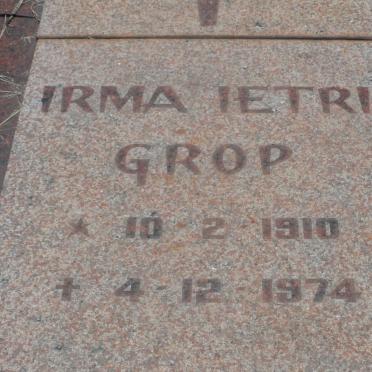 IRMA IETRI
GROP
* 10 - 2 - 1910
+ 4 - 12 - 1974